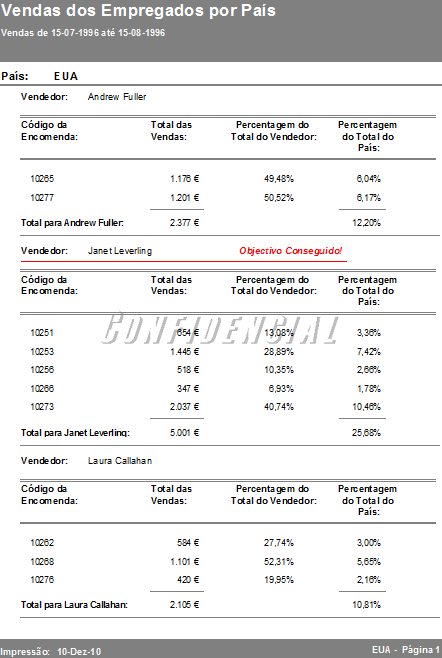 Vendas dos Empregados por País
Vendas de 15-07-1996 até 15-08-1996
País: EUA
Vendedor: Andrew Fuller
Código da Total das Percentagem do Percentagem
Encomenda: Vendas: Total do Vendedor: do Total do
País:
10265 1.176 € 49,48% 6,04%
10277 1.201 € 50,52% 6,17%
Total para Andrew Fuller: 2.377 € 12,20%
Vendedor: Janet Leverling Objectivo Conseguido!
Código da Total das Percentagem do Percentagem
Encomenda: Vendas: Total do Vendedor: do Total do
País:
CONFIDENCIAL
10251 654 € 13,08% 3,36%
10253 1.445 € 28,89% 7,42%
10256 518 € 10,35% 2,66%
10266 347 € 6,93% 1,78%
10273 2.037 € 40,74% 10,46%
Total para Janet Leverling: 5.001 € 25,68%
Vendedor: Laura Callahan
Código da Total das Percentagem do Percentagem
Encomenda: Vendas: Total do Vendedor: do Total do
País:
10262 584 € 27,74% 3,00%
10268 1.101 € 52,31% 5,65%
10276 420 € 19,95% 2,16%
Total para Laura Callahan: 2.105 € 10,81%
Impressão: 10-Dez-10 EUA - Página 1